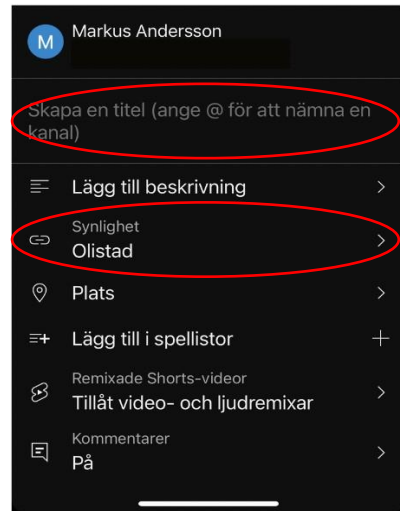 M
Markus Andersson
Skapa en titel (ange @ för att nämna en
kanal)
Lägg till beskrivning
Synlighet
Olistad
Plats
Lägg till i spellistor
Remixade Shorts-videor
Tillåt video- och ljudremixar
Kommentarer
På